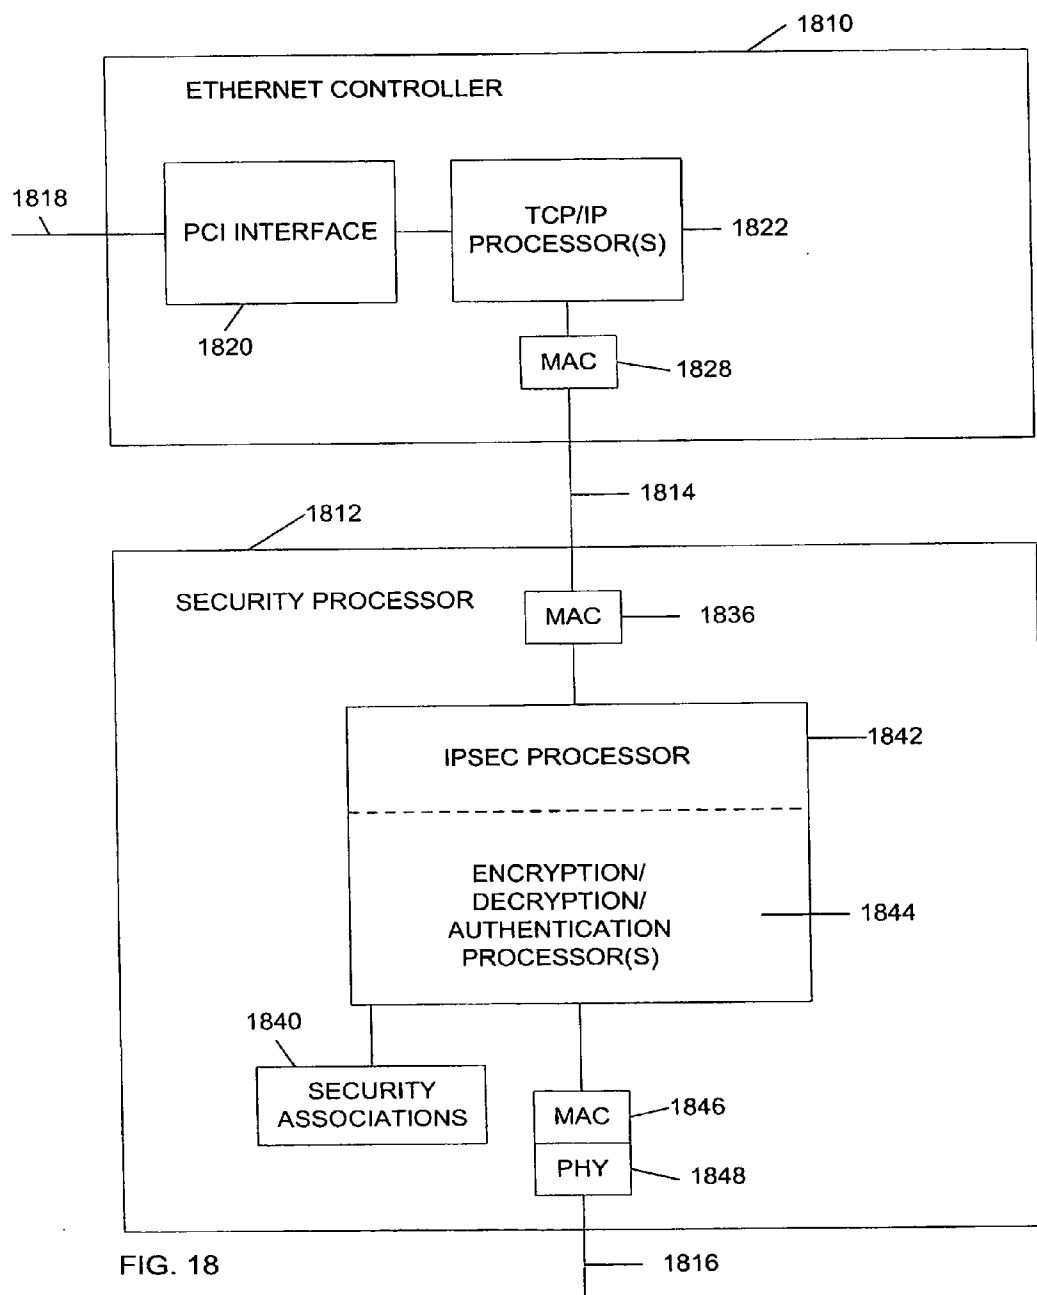 1810
ETHERNET CONTROLLER
1818
PCI INTERFACE
TCP/IP
PROCESSOR(S)
1822
1820
MAC
1828
1814
1812
SECURITY PROCESSOR
MAC
1836
IPSEC PROCESSOR
1842
ENCRYPTION/
DECRYPTION/
AUTHENTICATION
PROCESSOR(S)
1844
1840
SECURITY
ASSOCIATIONS
MAC
1846
PHY
1848
FIG. 18
1816